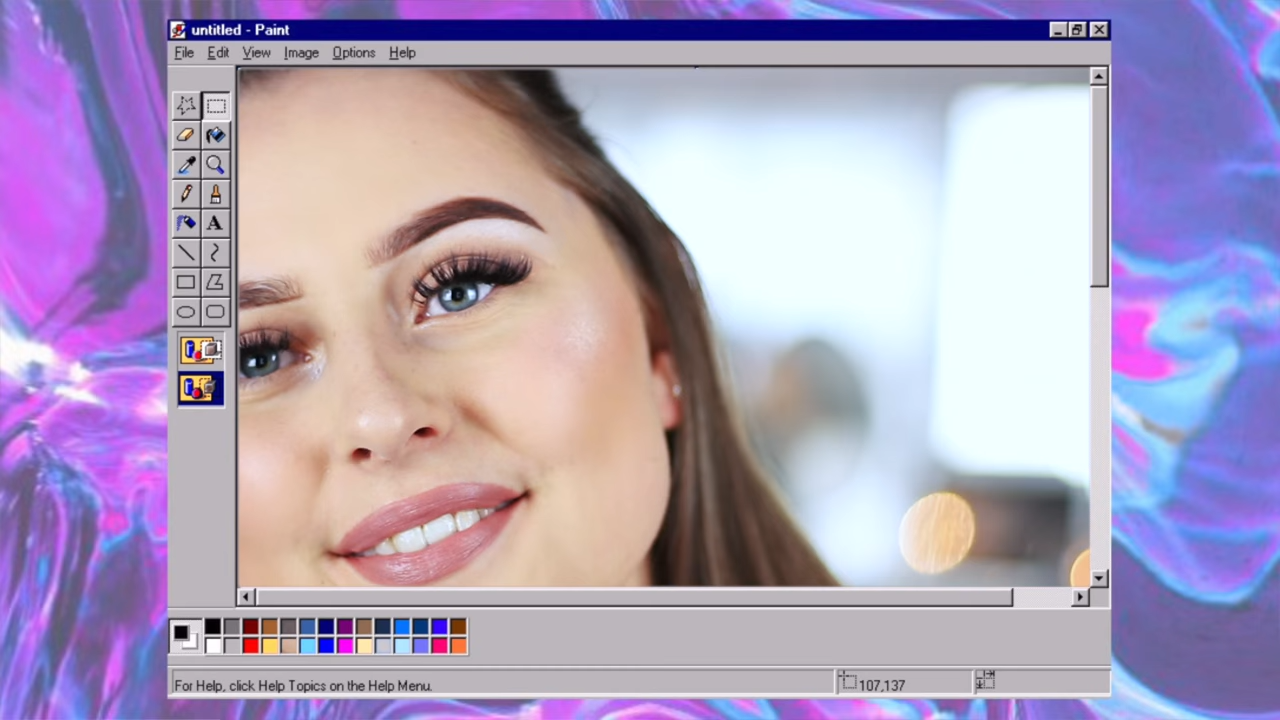 untitled - Paint
File Edit View Image Options Help
A
For Help, click Help Topics on the Help Menu.
107,137